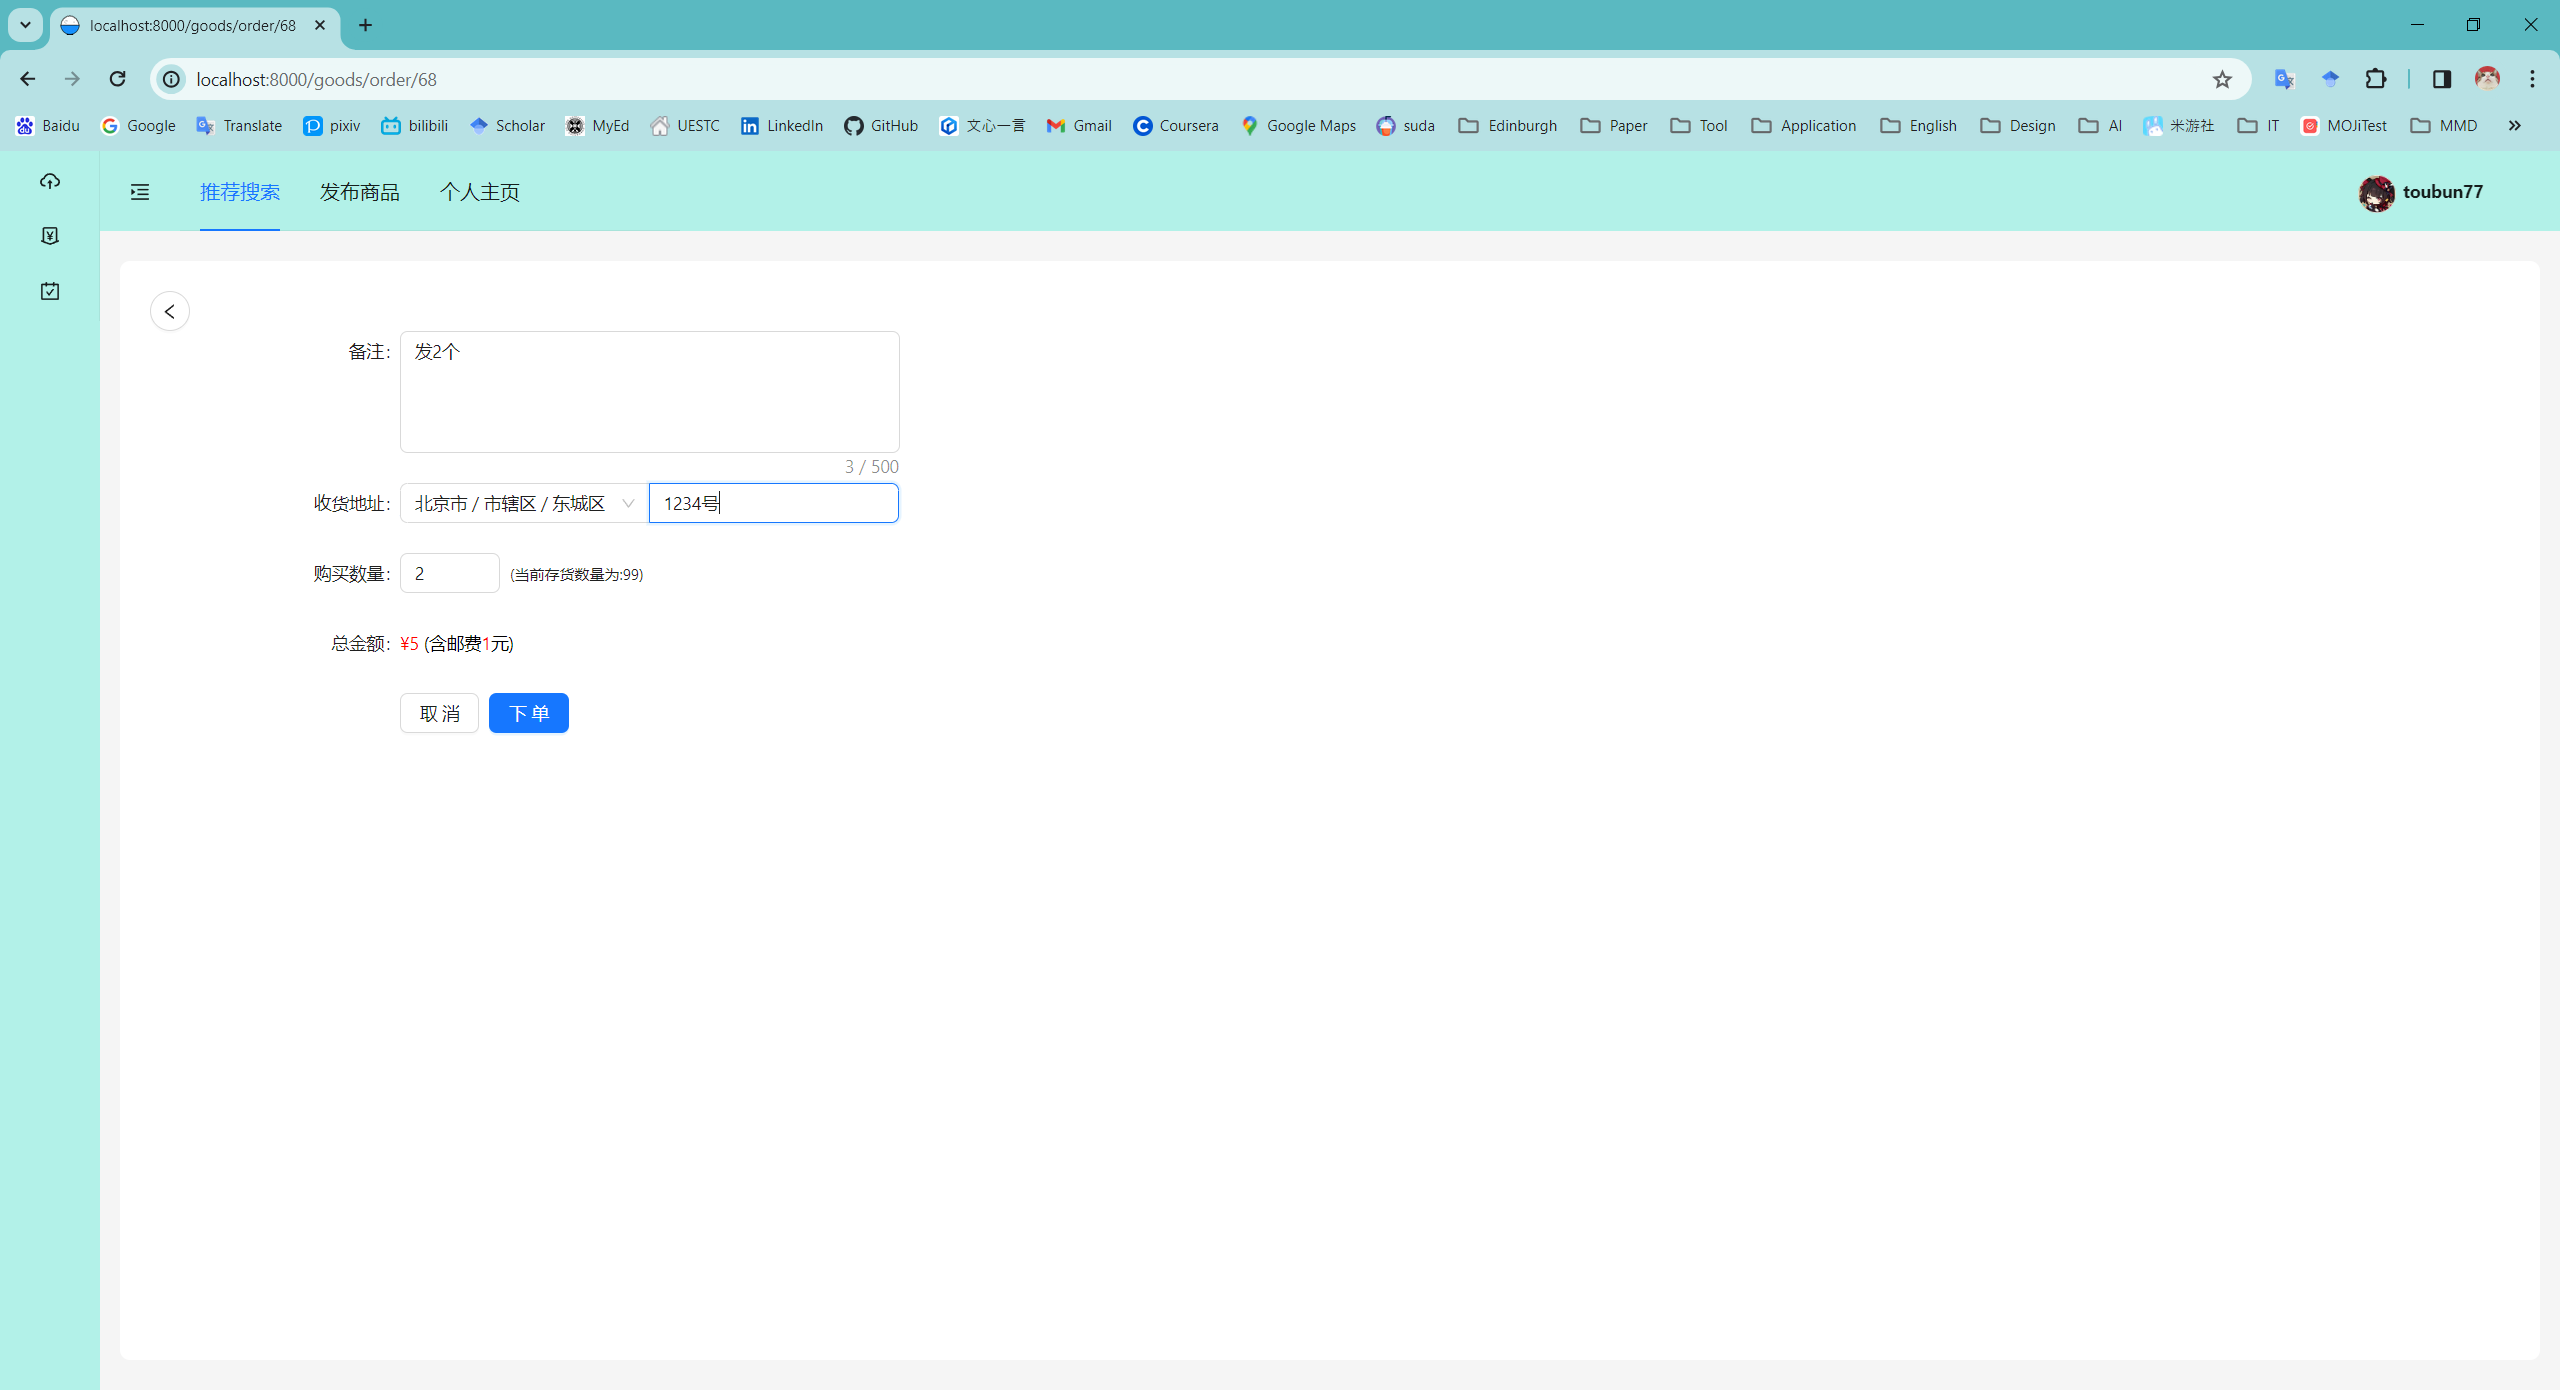 localhost:8000/goods/order/68
localhost:8000/goods/order/68
Baidu Google Translate pixiv bilibili Scholar MyEd UESTC LinkedIn GitHub 文心一言 Gmail Coursera Google Maps suda Edinburgh Paper Tool Application English Design AI 米游社 IT MOJiTest MMD
推荐搜索 发布商品 个人主页 toubun77
备注: 发2个
3 / 500
收货地址: 北京市 / 市辖区 / 东城区 1234号
购买数量: 2 (当前存货数量为:99)
总金额: ¥5 (含邮费1元)
取 消 下 单